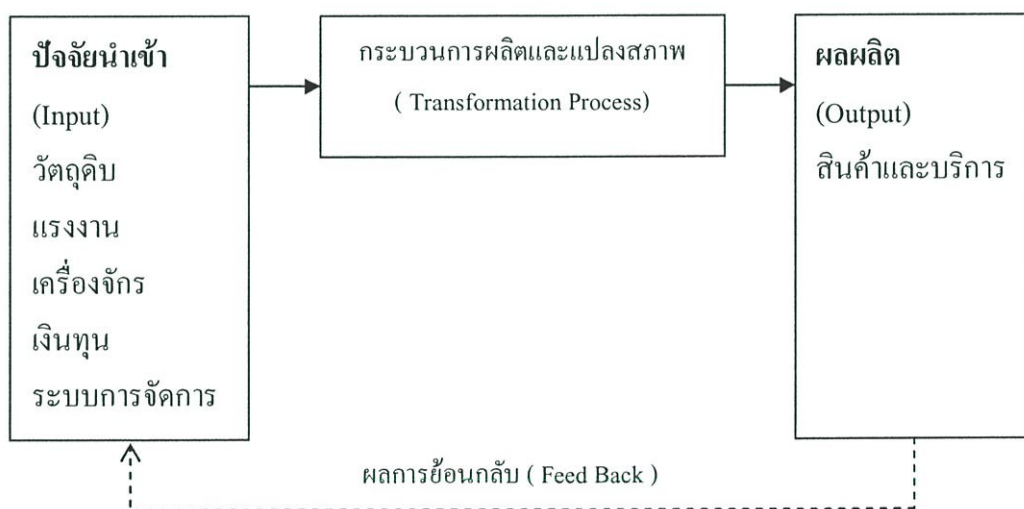 ปัจจัยนำเข้า
(Input)
วัตถุดิบ
แรงงาน
เครื่องจักร
เงินทุน
ระบบการจัดการ
กระบวนการผลิตและแปลงสภาพ
( Transformation Process)
ผลผลิต
(Output)
สินค้าและบริการ
ผลการย้อนกลับ ( Feed Back )